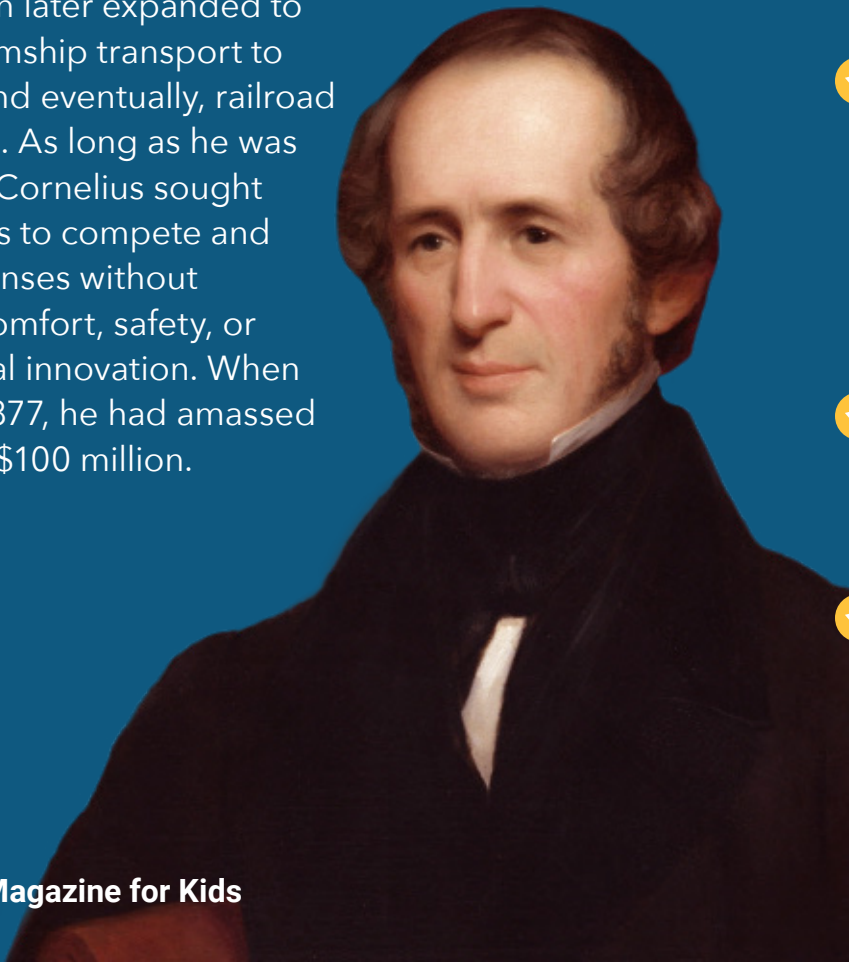 later expanded to
mship transport to
nd eventually, railroad
. As long as he was
Cornelius sought
s to compete and
nses without
omfort, safety, or
al innovation. When
877, he had amassed
$100 million.
Magazine for Kids